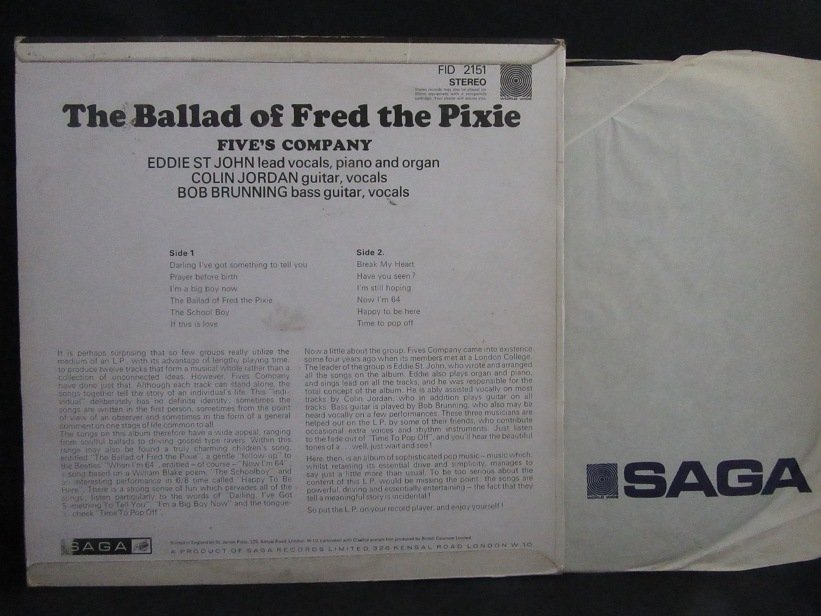 FID 2151
STEREO
The Ballad of Fred the Pixie
FIVE'S COMPANY
EDDIE ST JOHN lead vocals, piano and organ
COLIN JORDAN guitar, vocals
BOB BRUNNING bass guitar, vocals
Side 1
Darling I've got something to tell you
Prayer before birth
I'm a big boy now
The Ballad of Fred the Pixie
The School Boy
If this is love
Side 2.
Break My Heart
Have you seen?
I'm still hoping
Now I'm 64
Happy to be here
Time to pop off
It is perhaps surprising that so few groups really utilize the
medium of an L.P. with its advantage of lengthy playing time,
to produce twelve tracks that form a musical whole rather than a
collection of unconnected ideas. However, Fives Company
have done just that. Although each track can stand alone, the
songs together tell the story of an individual's life. This "indi-
vidual" deliberately has no definite identity: sometimes the
songs are written in the first person, sometimes from the point
of view of an observer and sometimes in the form of a general
comment on one stage of life common to all.
The songs on this album therefore have a wide appeal, ranging
from soulful ballads to driving gospel type ravers. Within this
range may also be found a truly charming children's song,
entitled "The Ballad of Fred the Pixie", a gentle "follow up" to
the Beatles' "When I'm 64", entitled – of course – "Now I'm 64",
a song based on a William Blake poem, "The Schoolboy", and
an interesting performance in 6/8 time called "Happy To Be
Here". There is a strong sense of fun which pervades all of the
songs: listen particularly to the words of "Darling, I've Got
Something To Tell You" "I'm a Big Boy Now" and the tongue-
cheek "Time To Pop Off".
Now a little about the group. Fives Company came into existence
some four years ago when its members met at a London College.
The leader of the group is Eddie St. John, who wrote and arranged
all the songs on the album. Eddie also plays organ and piano,
and sings lead on all the tracks, and he was responsible for the
total concept of the album. He is ably assisted vocally on most
tracks by Colin Jordan, who in addition plays guitar on all
tracks. Bass guitar is played by Bob Brunning, who also may be
heard vocally on a few performances. These three musicians are
helped out on the L.P. by some of their friends, who contribute
occasional extra voices and rhythm instruments. Just listen
to the fade out of "Time To Pop Off", and you'll hear the beautiful
tones of a ... well, just wait and see!
Here, then, is an album of sophisticated pop music – music which,
whilst retaining its essential drive and simplicity, manages to
say just a little more than usual. To be too serious about the
content of this L.P. would be missing the point: the songs are
powerful, driving and essentially entertaining – the fact that they
tell a meaningful story is incidental!
So put the L.P. on your record player, and enjoy yourself!
SAGA
A PRODUCT OF SAGA RECORDS LIMITED 326 KENSAL ROAD LONDON W.10
SAGA